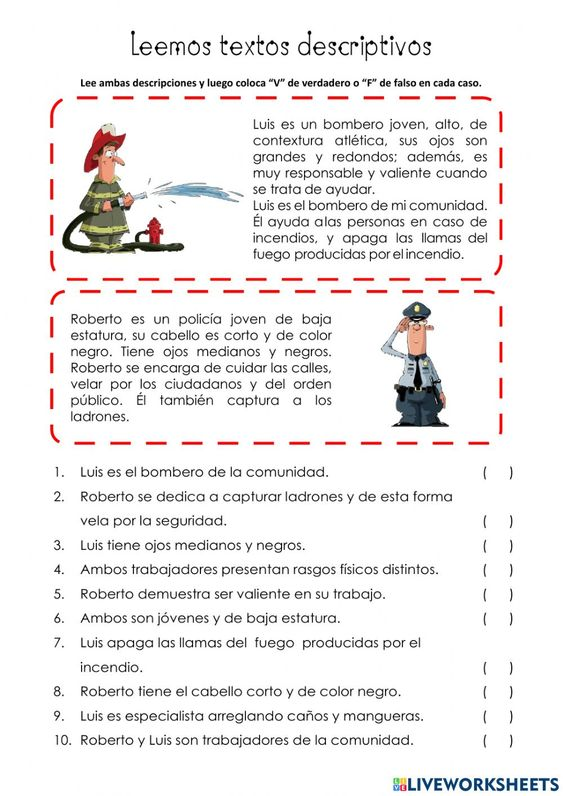 Leemos textos descriptivos
Lee ambas descripciones y luego coloca “V” de verdadero o “F” de falso en cada caso.
Luis es un bombero joven, alto, de
contextura atlética, sus ojos son
grandes y redondos; además, es
muy responsable y valiente cuando
se trata de ayudar.
Luis es el bombero de mi comunidad.
Él ayuda alas personas en caso de
incendios, y apaga las llamas del
fuego producidas por el incendio.
Roberto es un policía joven de baja
estatura, su cabello es corto y de color
negro. Tiene ojos medianos y negros.
Roberto se encarga de cuidar las calles,
velar por los ciudadanos y del orden
público. Él también captura a los
ladrones.
1. Luis es el bombero de la comunidad. ( )
2. Roberto se dedica a capturar ladrones y de esta forma
vela por la seguridad. ( )
3. Luis tiene ojos medianos y negros. ( )
4. Ambos trabajadores presentan rasgos físicos distintos. ( )
5. Roberto demuestra ser valiente en su trabajo. ( )
6. Ambos son jóvenes y de baja estatura. ( )
7. Luis apaga las llamas del fuego producidas por el
incendio. ( )
8. Roberto tiene el cabello corto y de color negro. ( )
9. Luis es especialista arreglando caños y mangueras. ( )
10. Roberto y Luis son trabajadores de la comunidad. ( )
LIVE LIVEWORKSHEETS